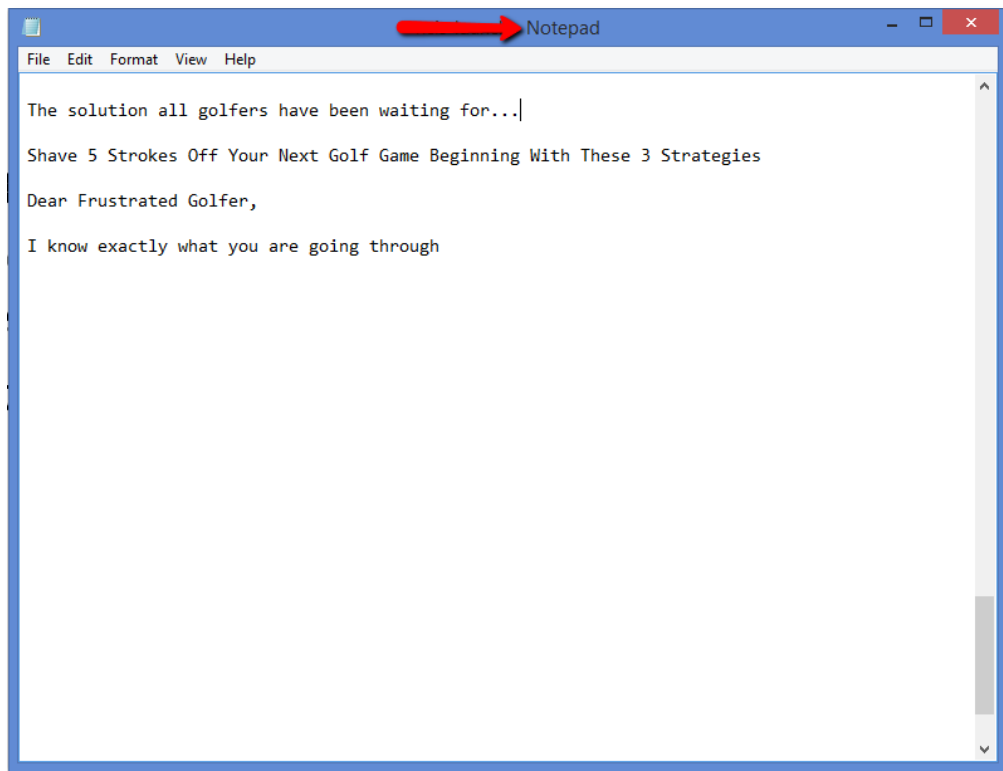 Notepad
File Edit Format View Help
The solution all golfers have been waiting for...
Shave 5 Strokes Off Your Next Golf Game Beginning With These 3 Strategies
Dear Frustrated Golfer,
I know exactly what you are going through